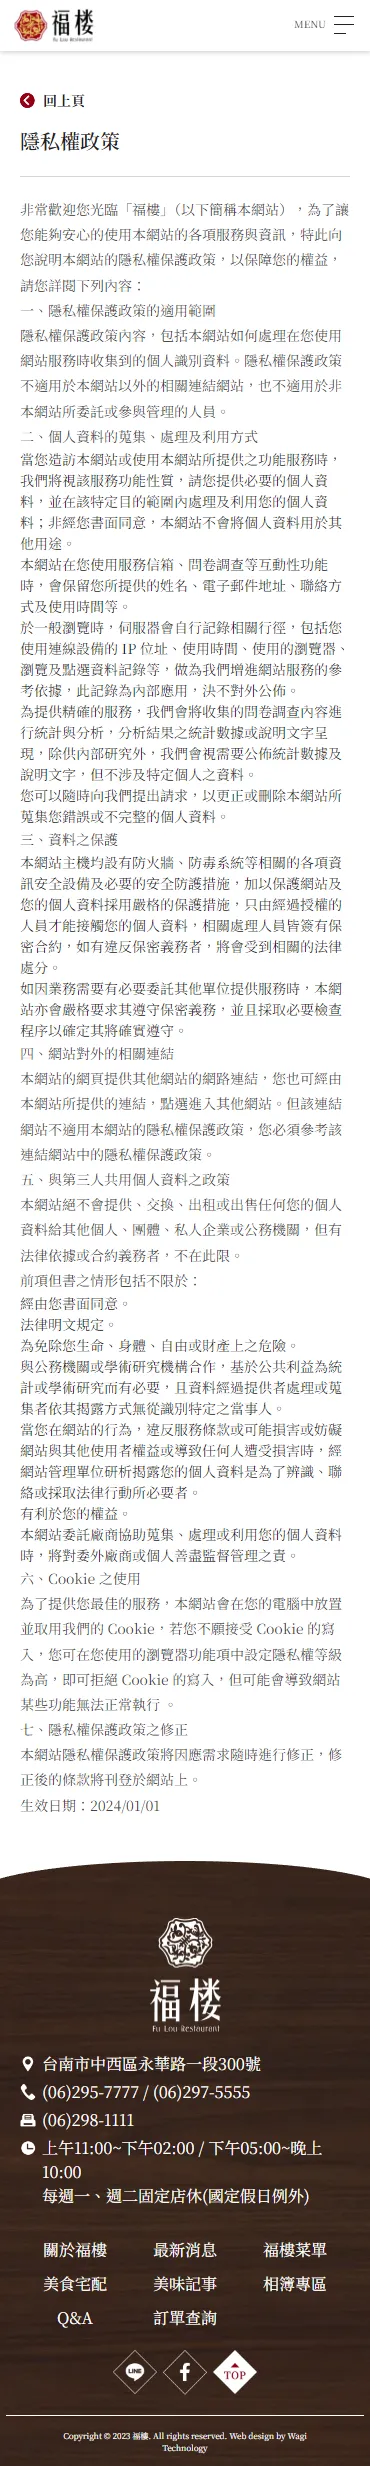 福楼
Fu Lou Restaurant
MENU
回上頁
隱私權政策
非常歡迎您光臨「福樓」（以下簡稱本網站），為了讓
您能夠安心的使用本網站的各項服務與資訊，特此向
您說明本網站的隱私權保護政策，以保障您的權益，
請您詳閱下列內容：
一、隱私權保護政策的適用範圍
隱私權保護政策內容，包括本網站如何處理在您使用
網站服務時收集到的個人識別資料。隱私權保護政策
不適用於本網站以外的相關連結網站，也不適用於非
本網站所委託或參與管理的人員。
二、個人資料的蒐集、處理及利用方式
當您造訪本網站或使用本網站所提供之功能服務時，
我們將視該服務功能性質，請您提供必要的個人資
料，並在該特定目的範圍內處理及利用您的個人資
料；非經您書面同意，本網站不會將個人資料用於其
他用途。
本網站在您使用服務信箱、問卷調查等互動性功能
時，會保留您所提供的姓名、電子郵件地址、聯絡方
式及使用時間等。
於一般瀏覽時，伺服器會自行記錄相關行徑，包括您
使用連線設備的 IP 位址、使用時間、使用的瀏覽器、
瀏覽及點選資料記錄等，做為我們增進網站服務的參
考依據，此記錄為內部應用，決不對外公佈。
為提供精確的服務，我們會將收集的問卷調查內容進
行統計與分析，分析結果之統計數據或說明文字呈
現，除供內部研究外，我們會視需要公佈統計數據及
說明文字，但不涉及特定個人之資料。
您可以隨時向我們提出請求，以更正或刪除本網站所
蒐集您錯誤或不完整的個人資料。
三、資料之保護
本網站主機均設有防火牆、防毒系統等相關的各項資
訊安全設備及必要的安全防護措施，加以保護網站及
您的個人資料採用嚴格的保護措施，只由經過授權的
人員才能接觸您的個人資料，相關處理人員皆簽有保
密合約，如有違反保密義務者，將會受到相關的法律
處分。
如因業務需要有必要委託其他單位提供服務時，本網
站亦會嚴格要求其遵守保密義務，並且採取必要檢查
程序以確定其將確實遵守。
四、網站對外的相關連結
本網站的網頁提供其他網站的網路連結，您也可經由
本網站所提供的連結，點選進入其他網站。但該連結
網站不適用本網站的隱私權保護政策，您必須參考該
連結網站中的隱私權保護政策。
五、與第三人共用個人資料之政策
本網站絕不會提供、交換、出租或出售任何您的個人
資料給其他個人、團體、私人企業或公務機關，但有
法律依據或合約義務者，不在此限。
前項但書之情形包括不限於：
經由您書面同意。
法律明文規定。
為免除您生命、身體、自由或財產上之危險。
與公務機關或學術研究機構合作，基於公共利益為統
計或學術研究而有必要，且資料經過提供者處理或蒐
集者依其揭露方式無從識別特定之當事人。
當您在網站的行為，違反服務條款或可能損害或妨礙
網站與其他使用者權益或導致任何人遭受損害時，經
網站管理單位研析揭露您的個人資料是為了辨識、聯
絡或採取法律行動所必要者。
有利於您的權益。
本網站委託廠商協助蒐集、處理或利用您的個人資料
時，將對委外廠商或個人善盡監督管理之責。
六、Cookie 之使用
為了提供您最佳的服務，本網站會在您的電腦中放置
並取用我們的 Cookie，若您不願接受 Cookie 的寫
入，您可在您使用的瀏覽器功能項中設定隱私權等級
為高，即可拒絕 Cookie 的寫入，但可能會導致網站
某些功能無法正常執行 。
七、隱私權保護政策之修正
本網站隱私權保護政策將因應需求隨時進行修正，修
正後的條款將刊登於網站上。
生效日期：2024/01/01
福楼
Fu Lou Restaurant
台南市中西區永華路一段300號
(06)295-7777 / (06)297-5555
(06)298-1111
上午11:00~下午02:00 / 下午05:00~晚上
10:00
每週一、週二固定店休(國定假日例外)
關於福樓 最新消息 福樓菜單
美食宅配 美味記事 相簿專區
Q&A 訂單查詢
LINE TOP
Copyright © 2023 福樓. All rights reserved. Web design by Wagi
Technology